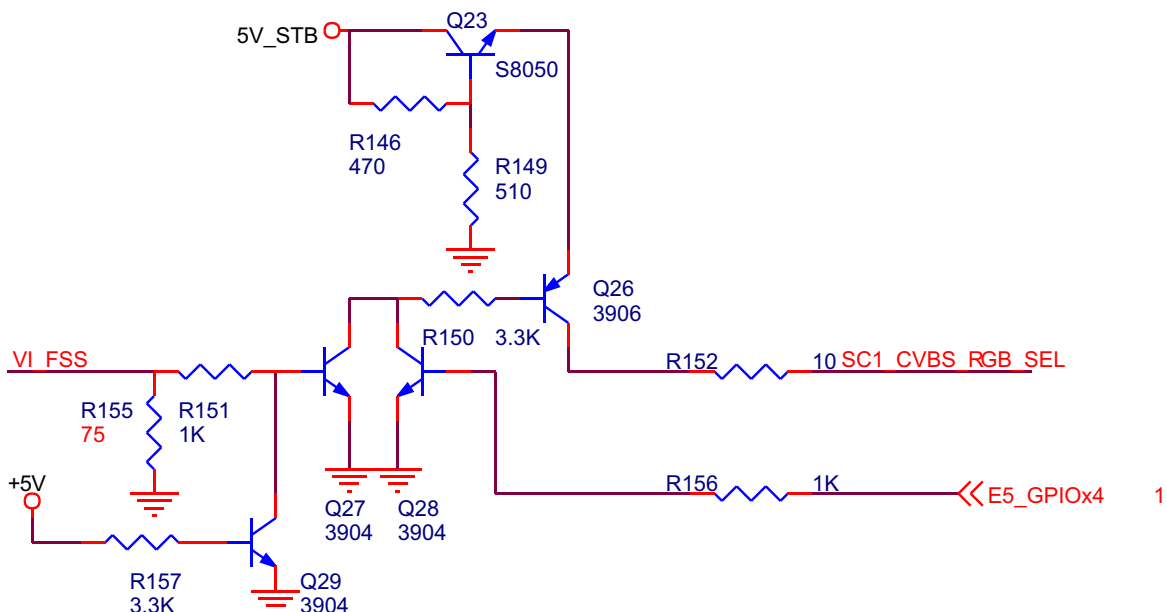 Q23
5V_STB
S8050
R146
470
R149
510
Q26
3906
R150
3.3K
VI_FSS
R152
10
SC1_CVBS_RGB_SEL
R155
75
R151
1K
+5V
R156
1K
E5_GPIOx4
1
Q27
3904
Q28
3904
R157
3.3K
Q29
3904